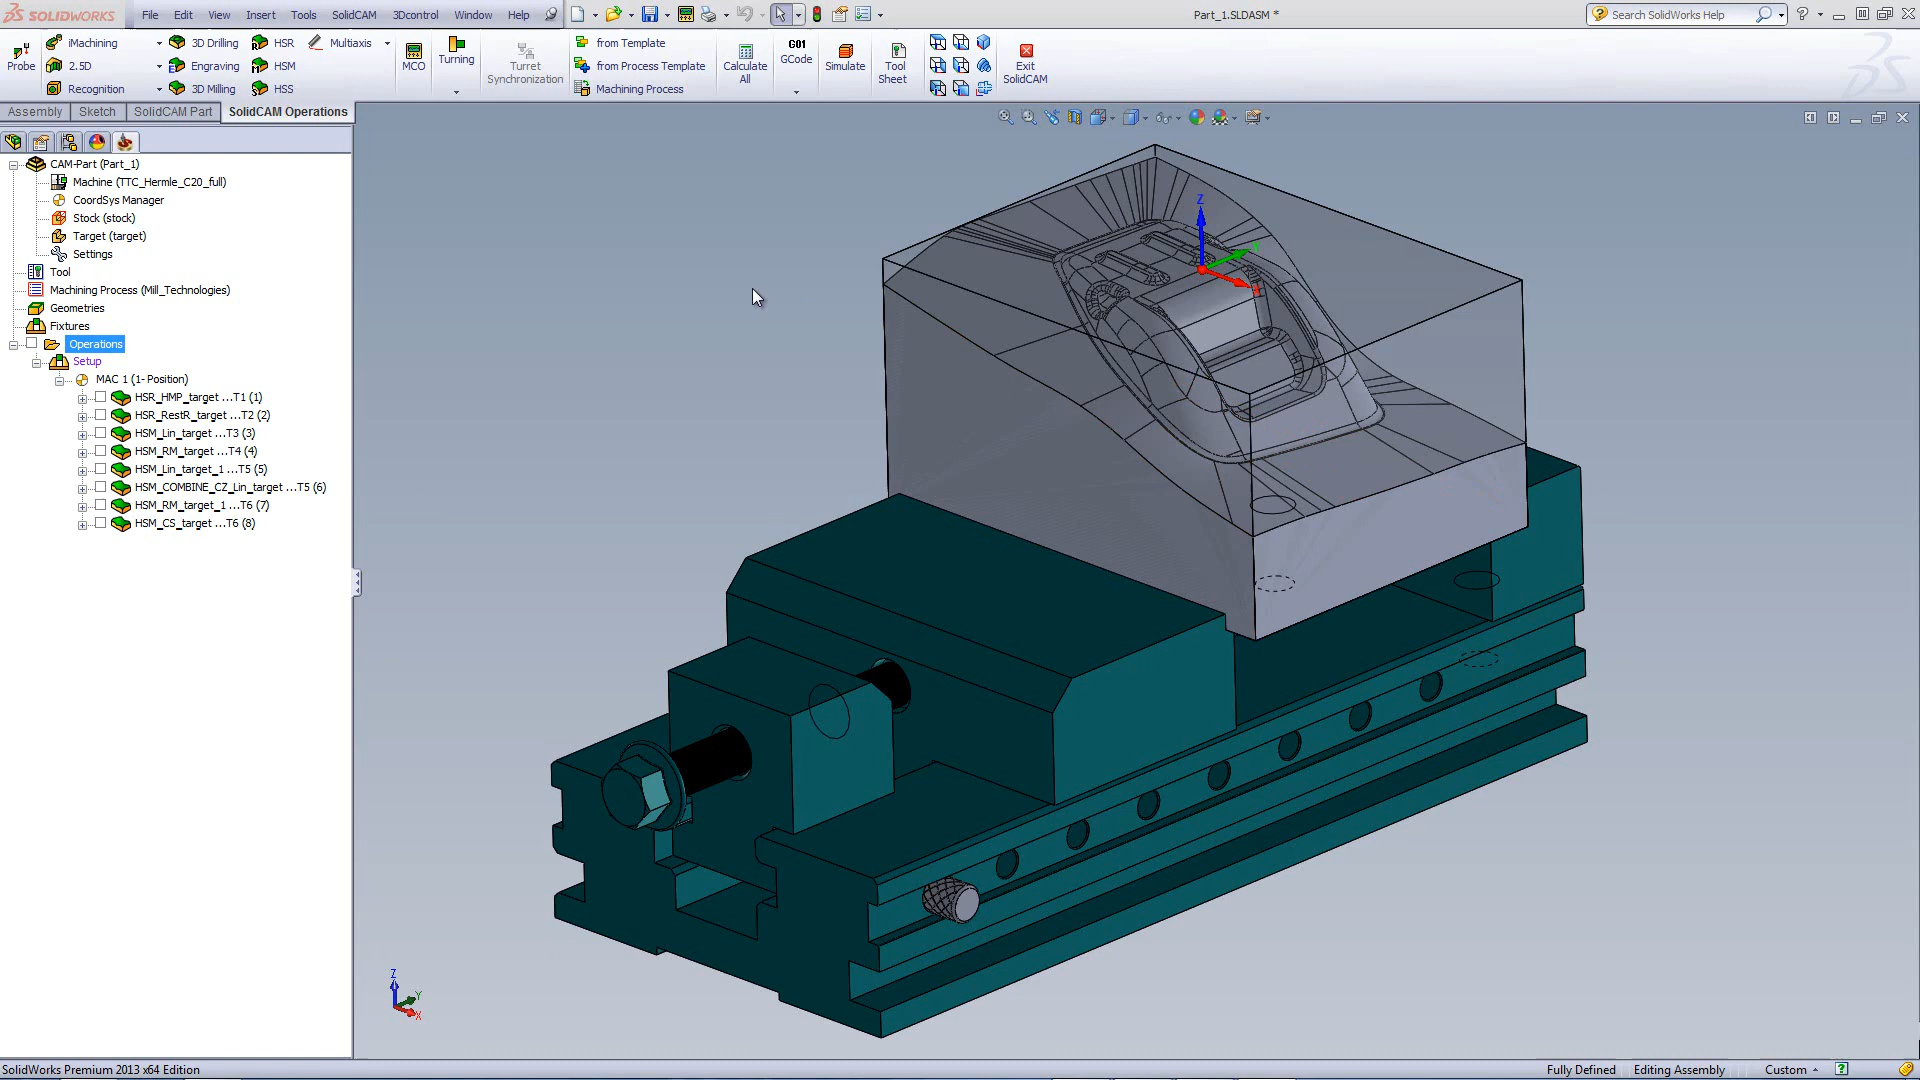 SOLIDWORKS File Edit View Insert Tools SolidCAM 3Dcontrol Window Help Part_1.SLDASM * Search SolidWorks Help
Probe iMachining 2.5D Recognition
3D Drilling Engraving 3D Milling
HSR HSM HSS
Multiaxis
MCO
Turning
Turret Synchronization
from Template
from Process Template
Machining Process
Calculate All
G01 GCode
Simulate
Tool Sheet
Exit SolidCAM
Assembly Sketch SolidCAM Part SolidCAM Operations
CAM-Part (Part_1)
Machine (TTC_Hermle_C20_full)
CoordSys Manager
Stock (stock)
Target (target)
Settings
Tool
Machining Process (Mill_Technologies)
Geometries
Fixtures
Operations
Setup
MAC 1 (1- Position)
HSR_HMP_target ...T1 (1)
HSR_RestR_target ...T2 (2)
HSM_Lin_target ...T3 (3)
HSM_RM_target ...T4 (4)
HSM_Lin_target_1 ...T5 (5)
HSM_COMBINE_CZ_Lin_target ...T5 (6)
HSM_RM_target_1 ...T6 (7)
HSM_CS_target ...T6 (8)
Z
Y
X
Z
Y
X
SolidWorks Premium 2013 x64 Edition Fully Defined Editing Assembly Custom